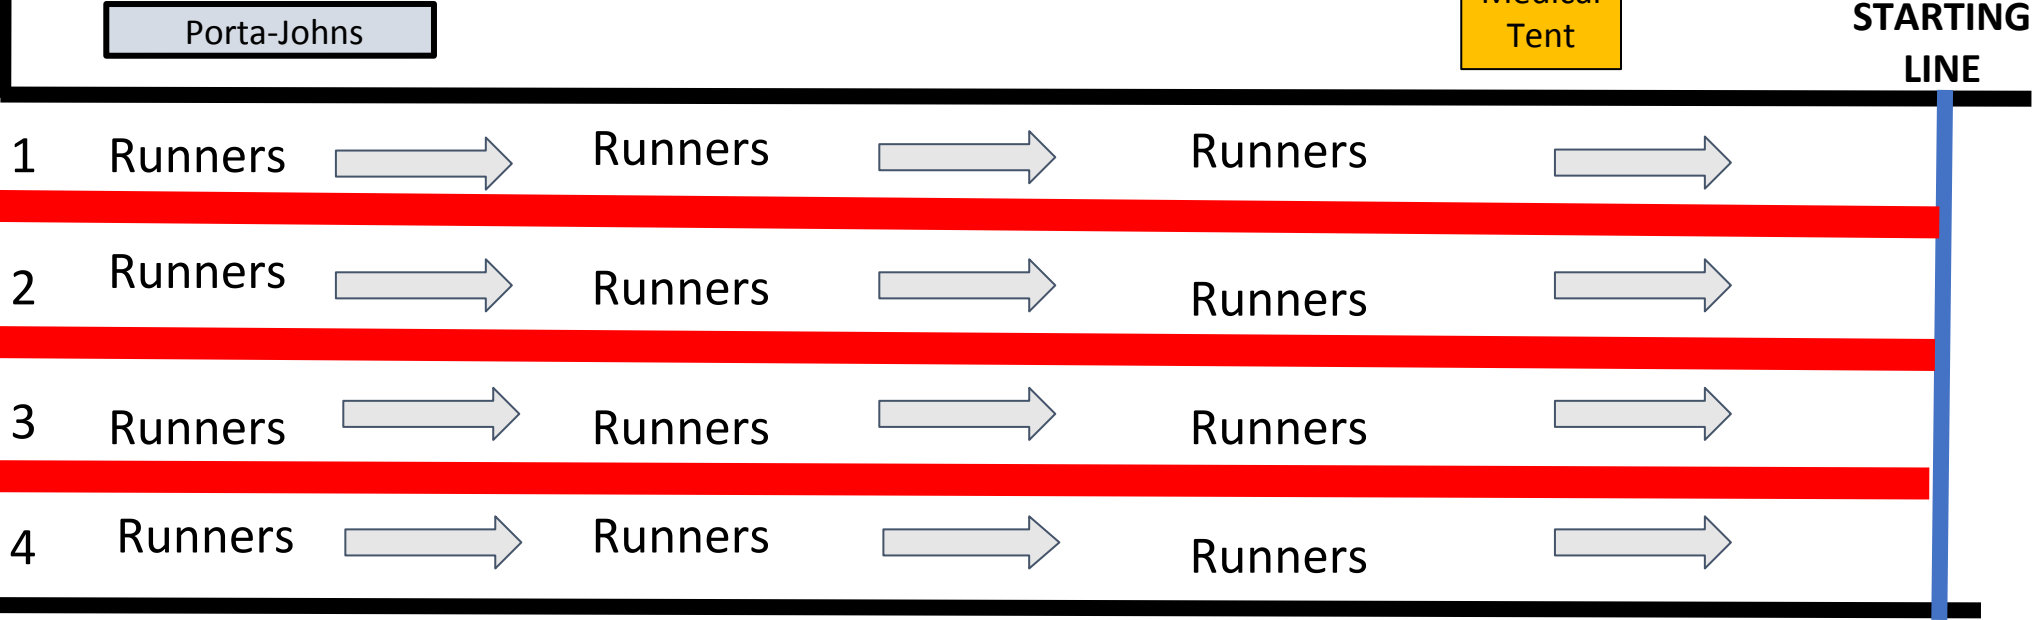 Porta-Johns
Medical
Tent
STARTING
LINE
1 Runners Runners Runners
2 Runners Runners Runners
3 Runners Runners Runners
4 Runners Runners Runners